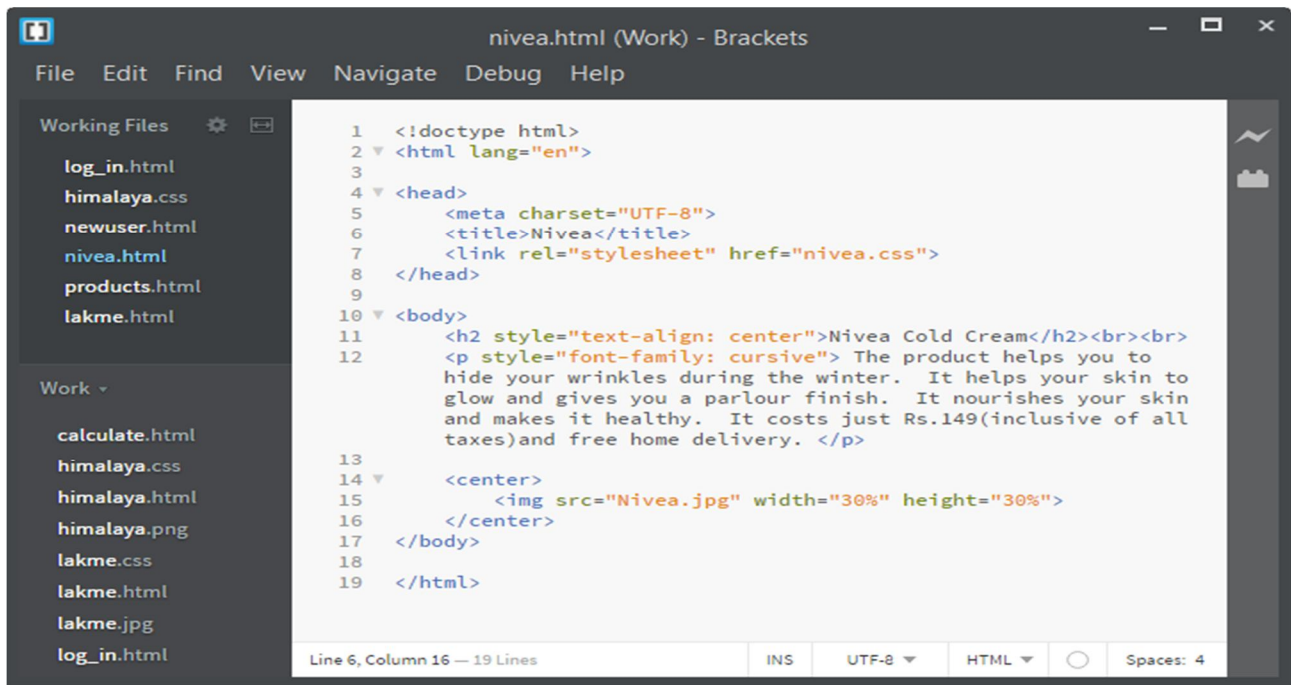 nivea.html (Work) - Brackets
File Edit Find View Navigate Debug Help
Working Files
log_in.html
himalaya.css
newuser.html
nivea.html
products.html
lakme.html
Work
calculate.html
himalaya.css
himalaya.html
himalaya.png
lakme.css
lakme.html
lakme.jpg
log_in.html
1 <!doctype html>
2 <html lang="en">
3
4 <head>
5 <meta charset="UTF-8">
6 <title>Nivea</title>
7 <link rel="stylesheet" href="nivea.css">
8 </head>
9
10 <body>
11 <h2 style="text-align: center">Nivea Cold Cream</h2><br><br>
12 <p style="font-family: cursive"> The product helps you to
hide your wrinkles during the winter.  It helps your skin to
glow and gives you a parlour finish.  It nourishes your skin
and makes it healthy.  It costs just Rs.149(inclusive of all
taxes)and free home delivery. </p>
13
14 <center>
15 <img src="Nivea.jpg" width="30%" height="30%">
16 </center>
17 </body>
18
19 </html>
Line 6, Column 16 — 19 Lines INS UTF-8 HTML Spaces: 4